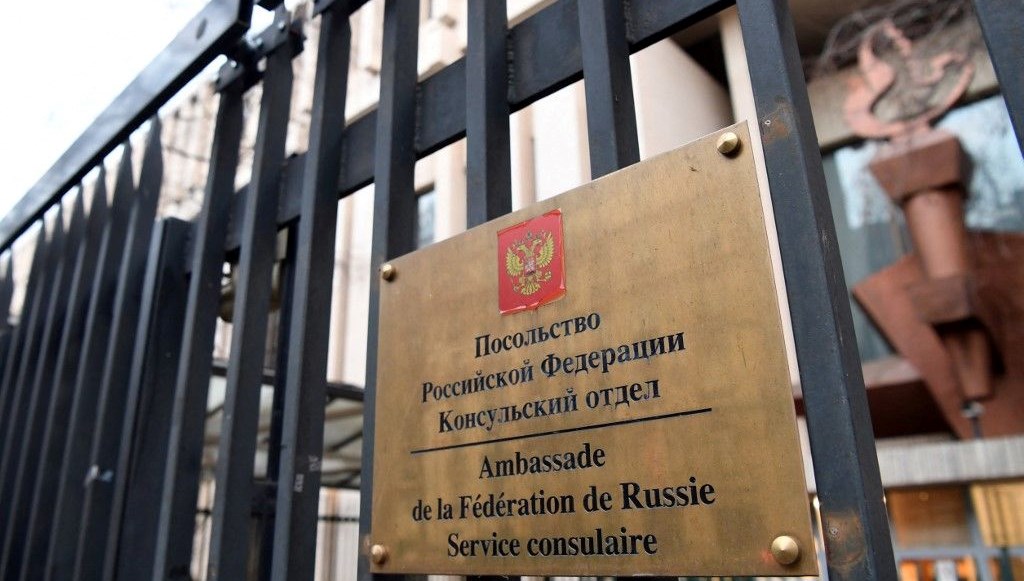 Посольство
Российской Федерации
Консульский отдел
Ambassade
de la Fédération de Russie
Service consulaire